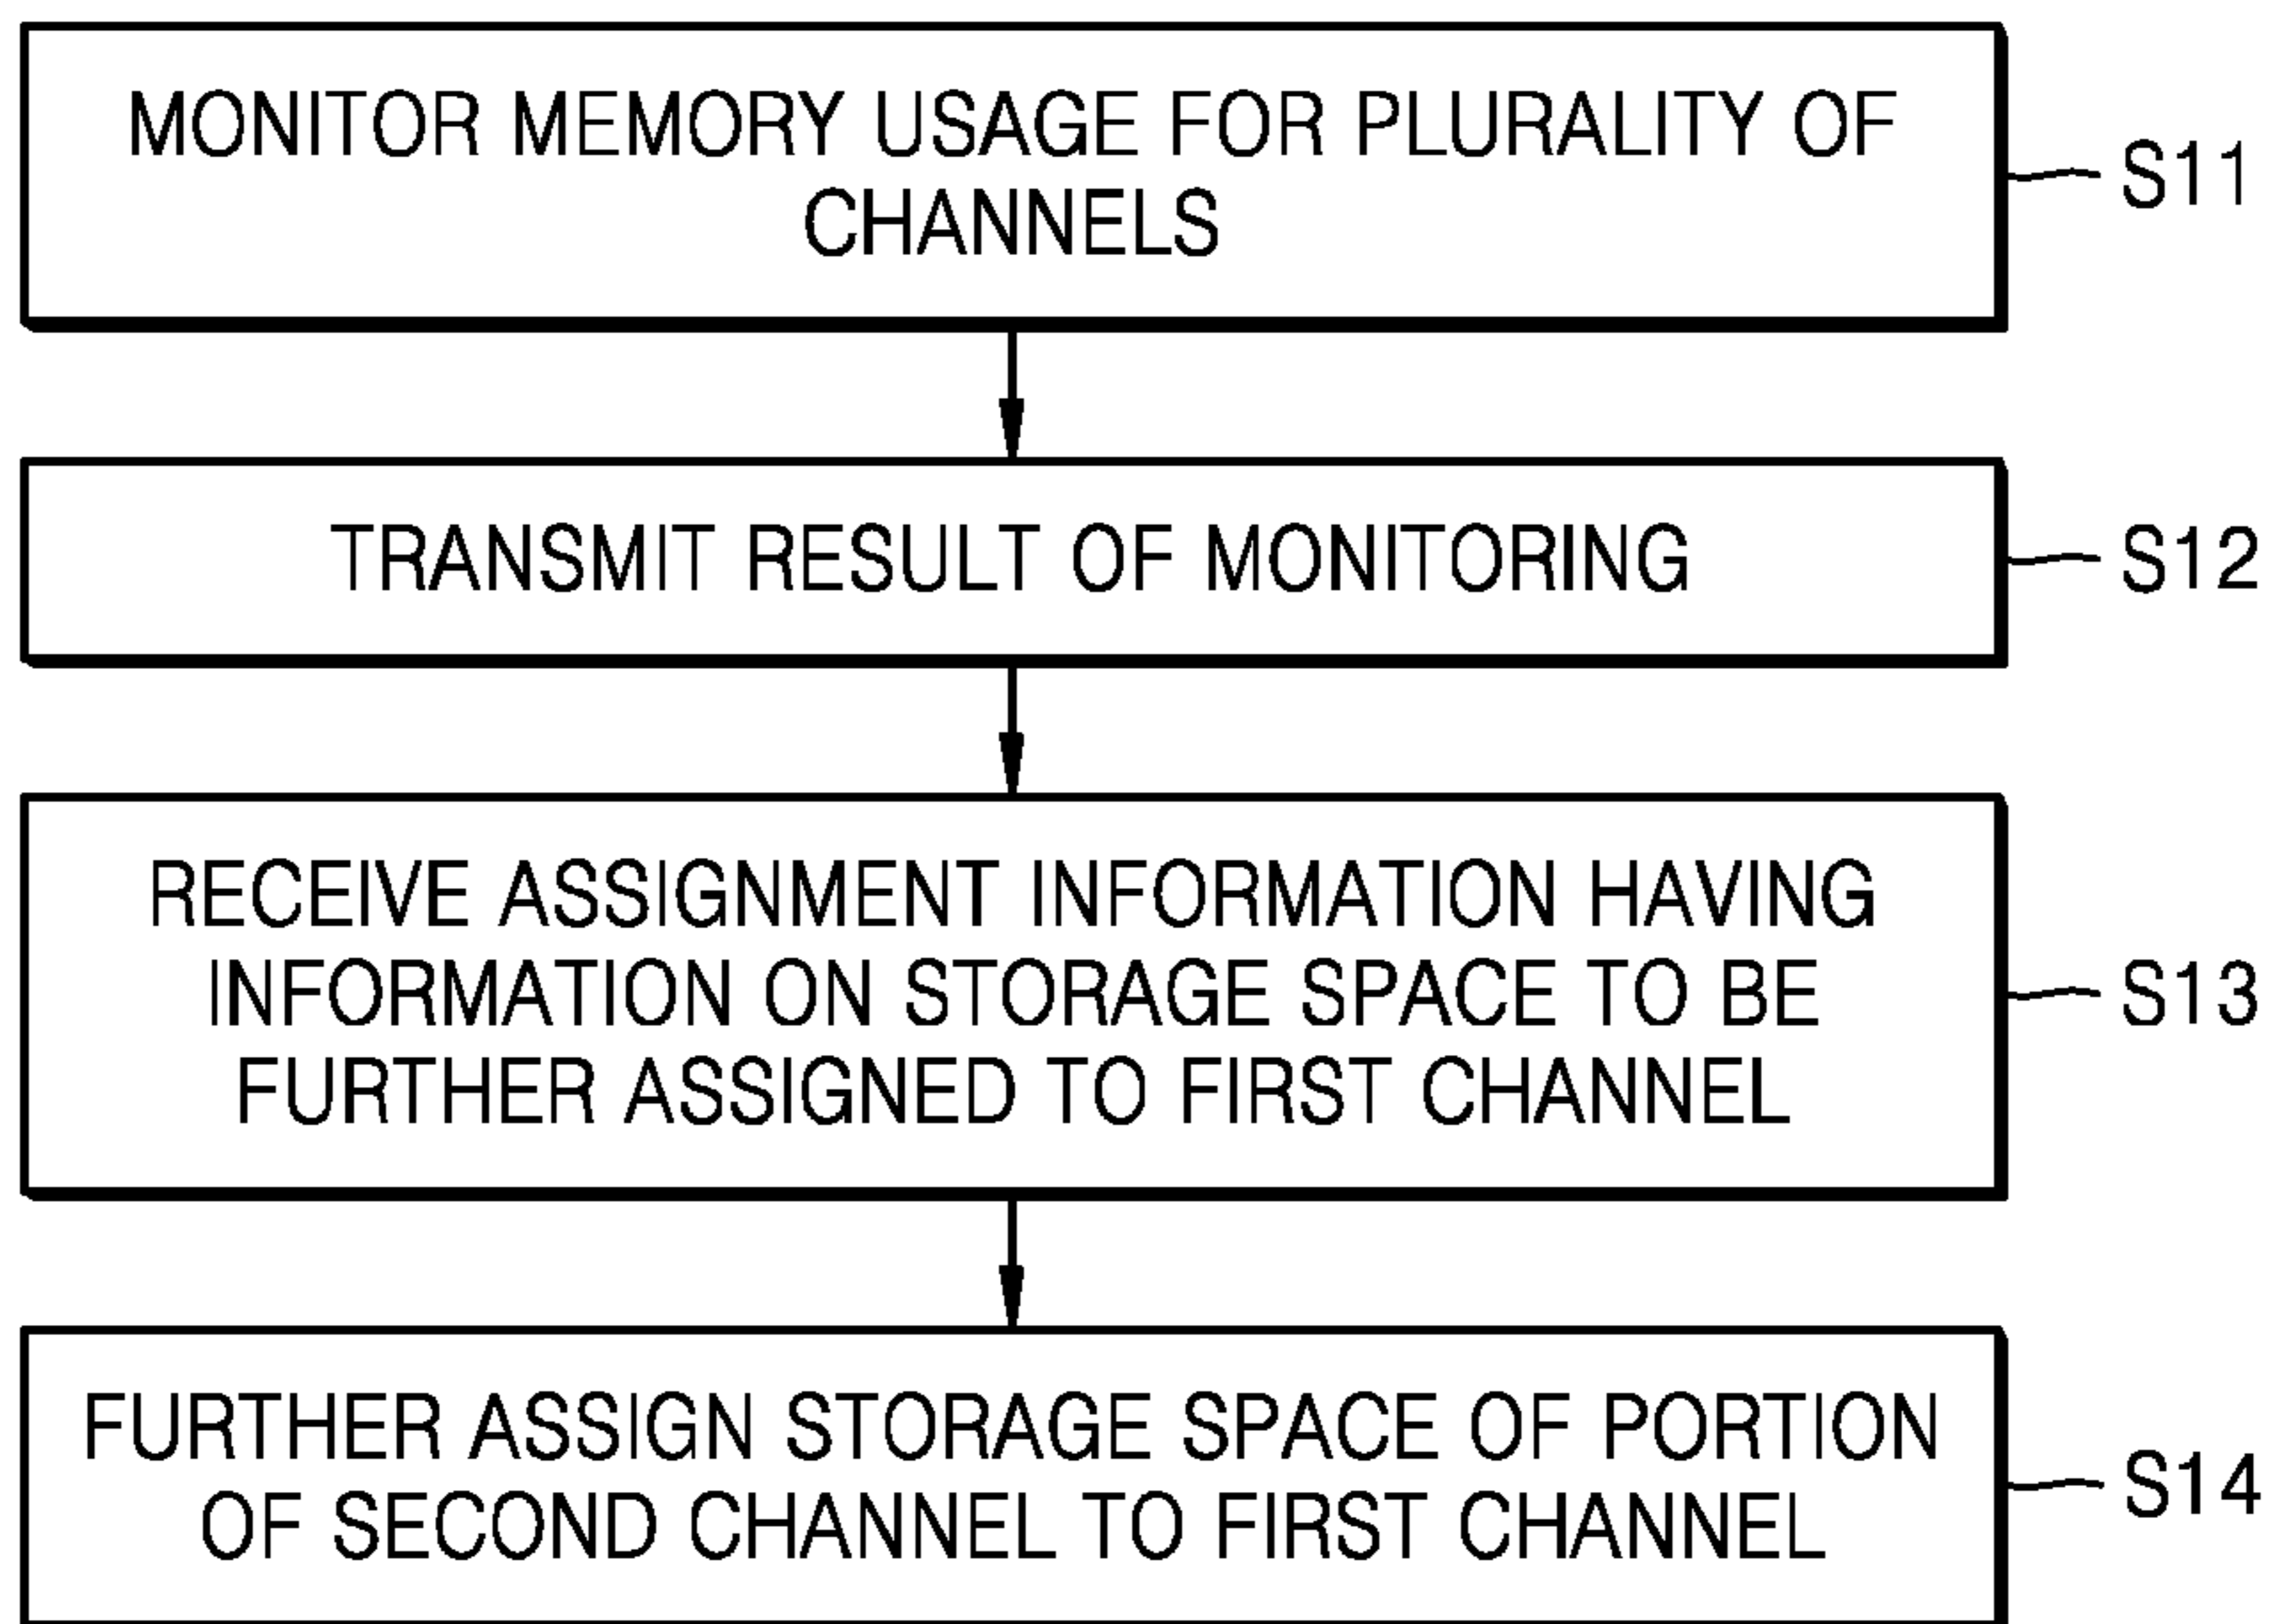 MONITOR MEMORY USAGE FOR PLURALITY OF
CHANNELS
S11
TRANSMIT RESULT OF MONITORING
S12
RECEIVE ASSIGNMENT INFORMATION HAVING
INFORMATION ON STORAGE SPACE TO BE
FURTHER ASSIGNED TO FIRST CHANNEL
S13
FURTHER ASSIGN STORAGE SPACE OF PORTION
OF SECOND CHANNEL TO FIRST CHANNEL
S14